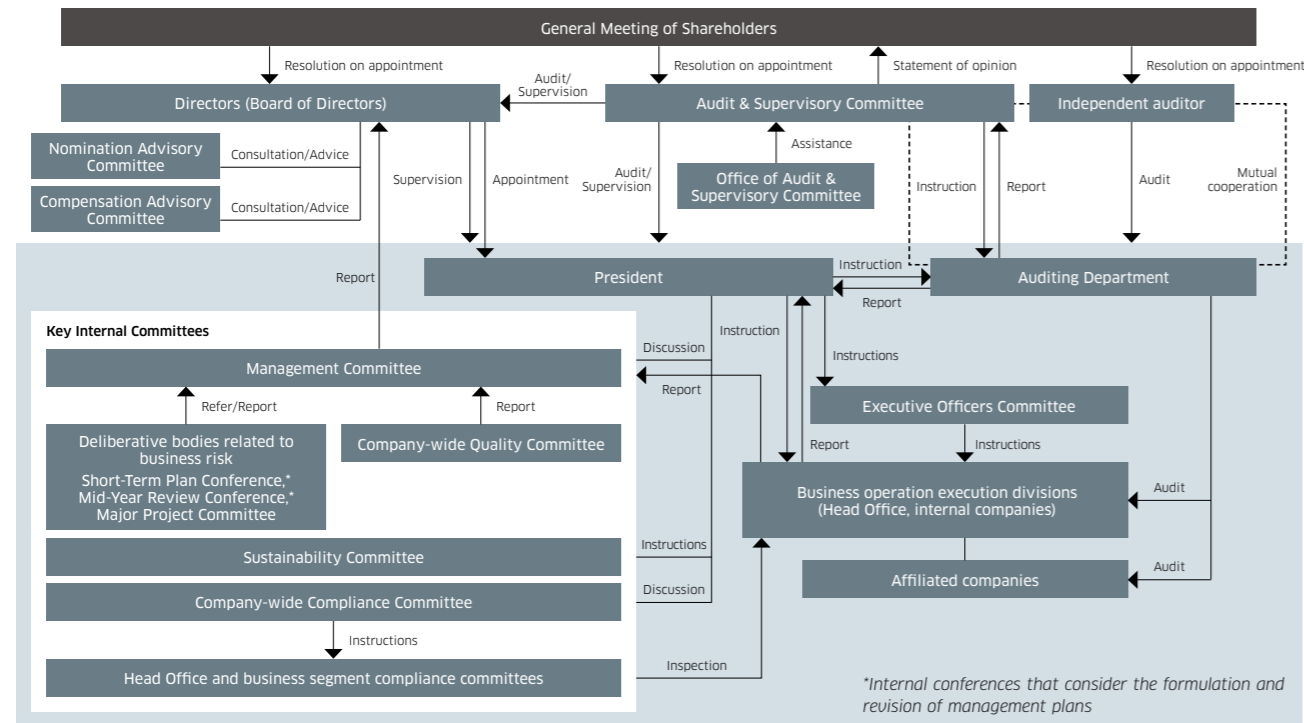 General Meeting of Shareholders
Resolution on appointment
Resolution on appointment
Statement of opinion
Resolution on appointment
Directors (Board of Directors)
Audit/
Supervision
Audit & Supervisory Committee
Independent auditor
Nomination Advisory
Committee
Consultation/Advice
Compensation Advisory
Committee
Consultation/Advice
Supervision
Appointment
Audit/
Supervision
Assistance
Office of Audit &
Supervisory Committee
Instruction
Report
Audit
Mutual
cooperation
Report
President
Instruction
Report
Auditing Department
Key Internal Committees
Management Committee
Discussion
Report
Instruction
Instructions
Refer/Report
Report
Executive Officers Committee
Deliberative bodies related to
business risk
Short-Term Plan Conference,*
Mid-Year Review Conference,*
Major Project Committee
Company-wide Quality Committee
Report
Instructions
Business operation execution divisions
(Head Office, internal companies)
Audit
Sustainability Committee
Instructions
Affiliated companies
Audit
Company-wide Compliance Committee
Discussion
Instructions
Head Office and business segment compliance committees
Inspection
*Internal conferences that consider the formulation and
revision of management plans